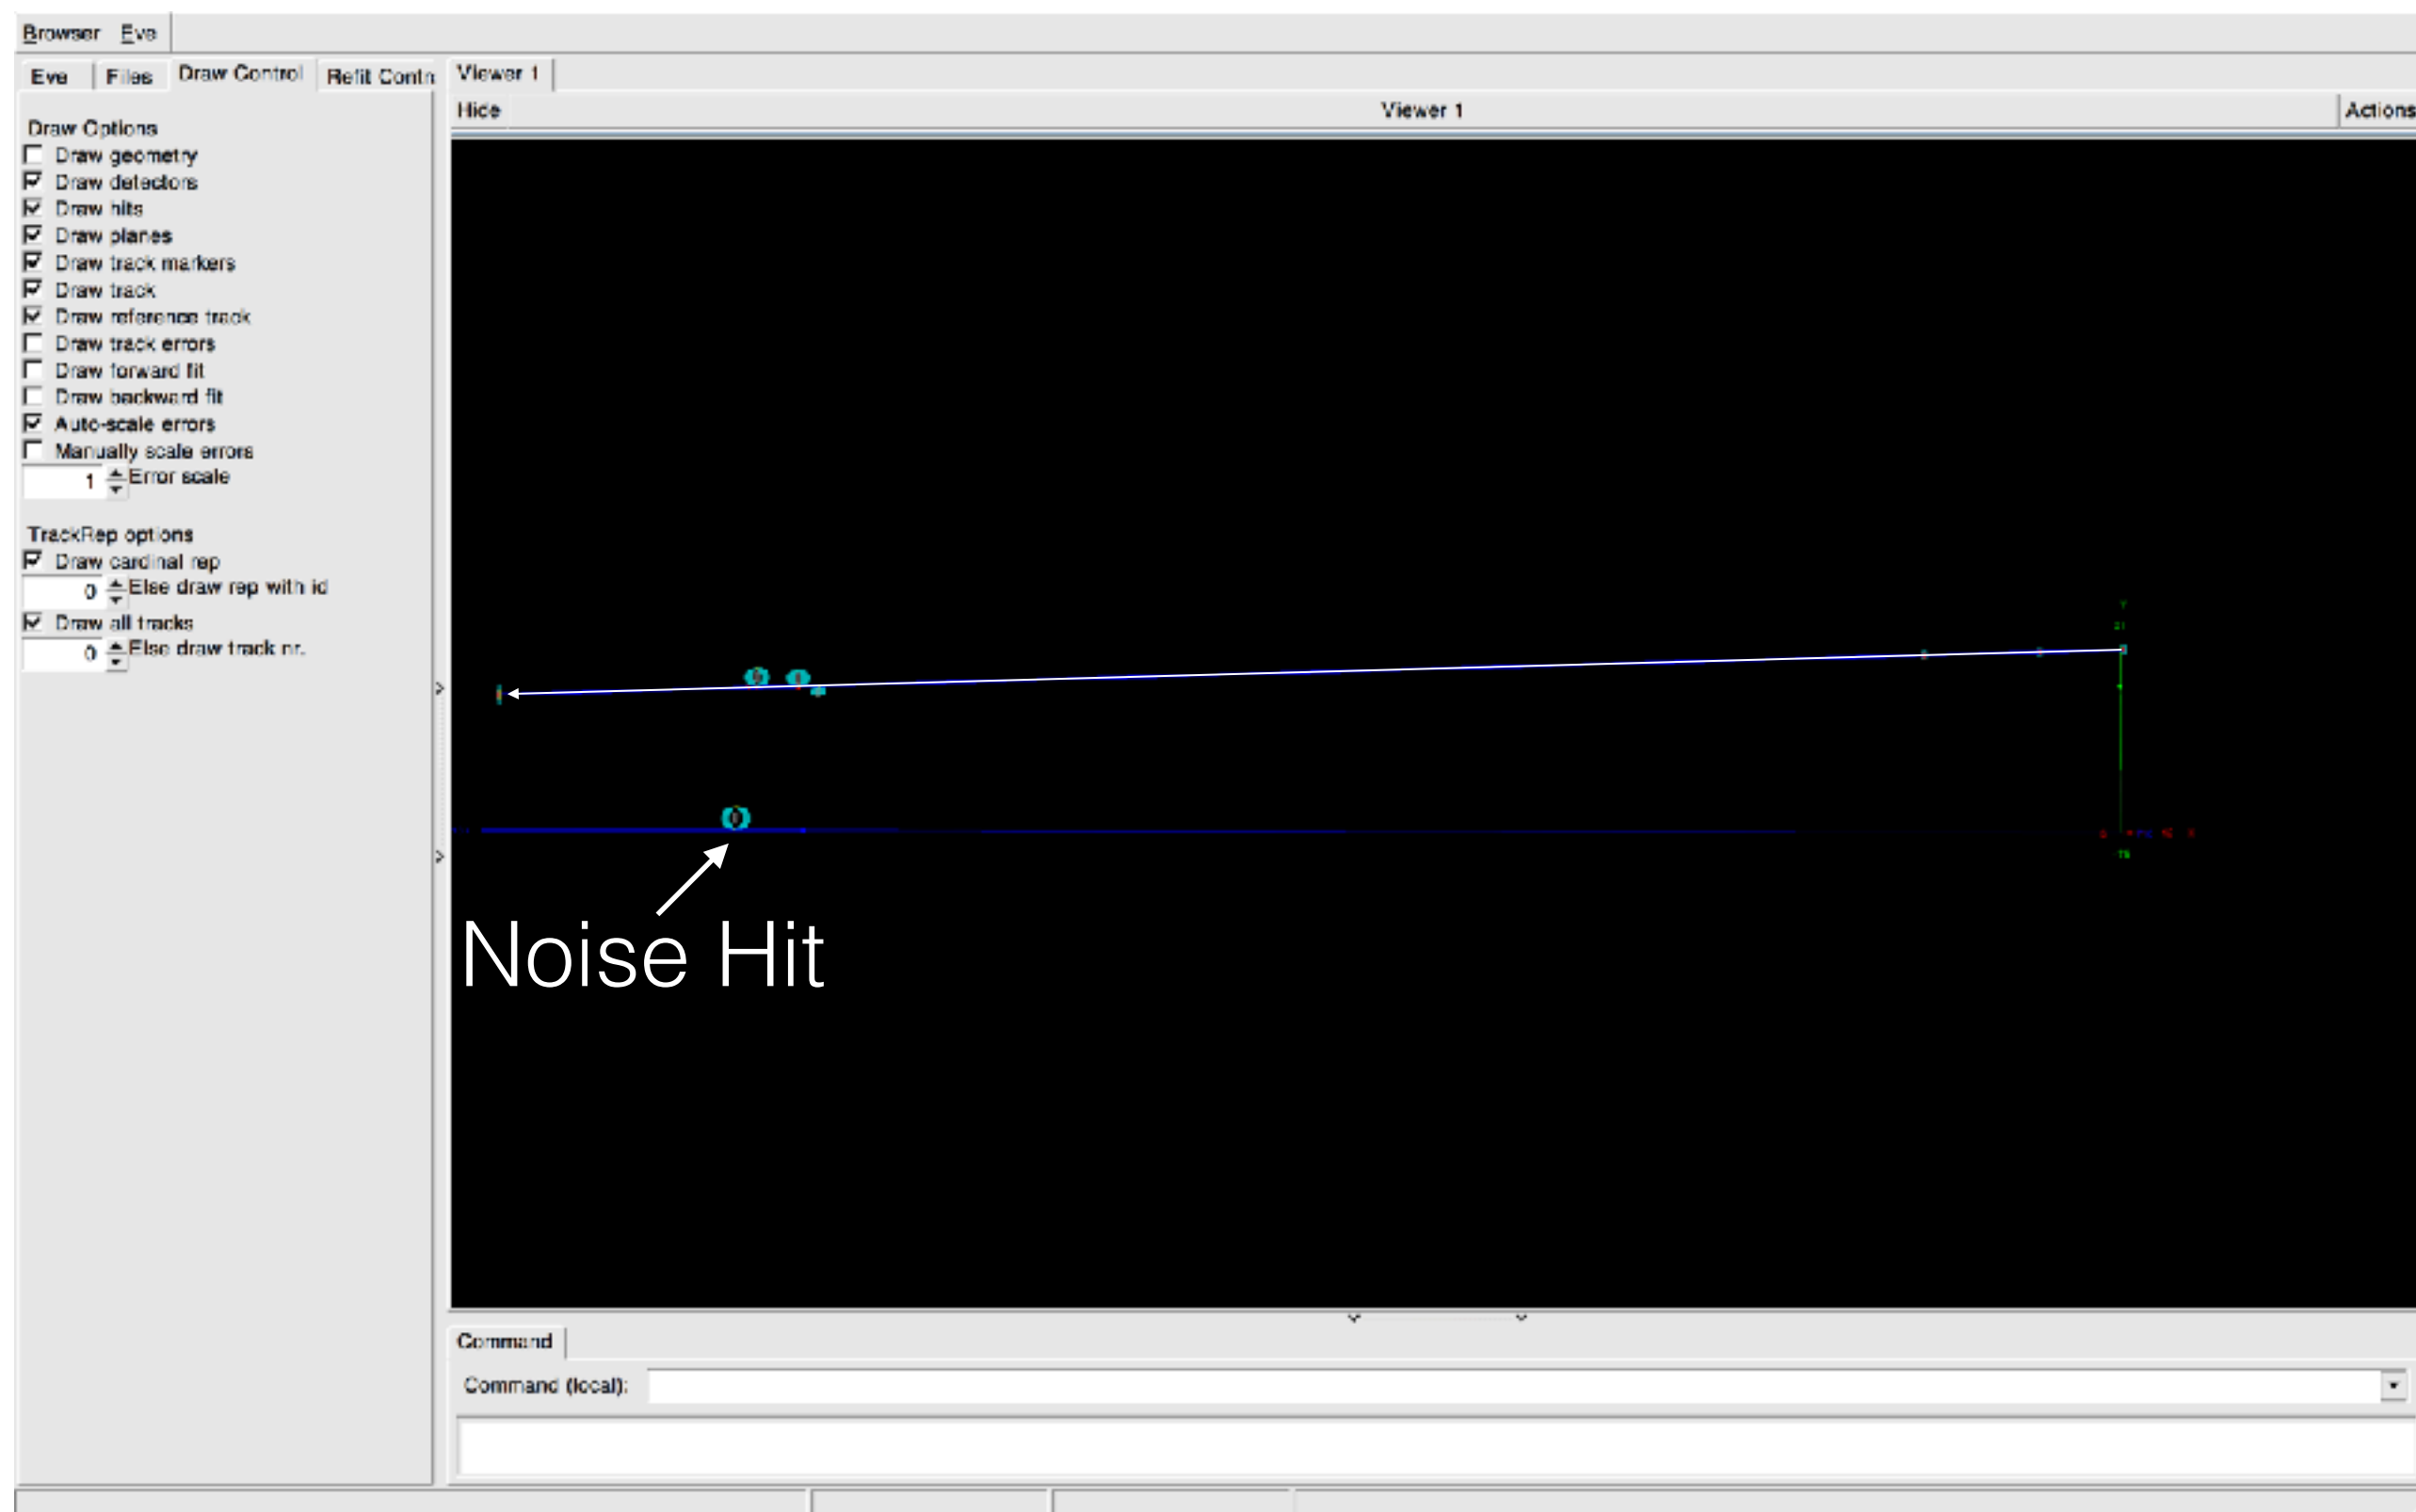 Browser Eve
Eve Files Draw Control Refit Contr
Viewer 1
Hide Viewer 1 Actions
Draw Options
Draw geometry
Draw detectors
Draw hits
Draw planes
Draw track markers
Draw track
Draw reference track
Draw track errors
Draw forward fit
Draw backward fit
Auto-scale errors
Manually scale errors
1 Error scale
TrackRep options
Draw cardinal rep
0 Else draw rep with id
Draw all tracks
0 Else draw track nr.
Y
21
Noise Hit
Command
Command (local):